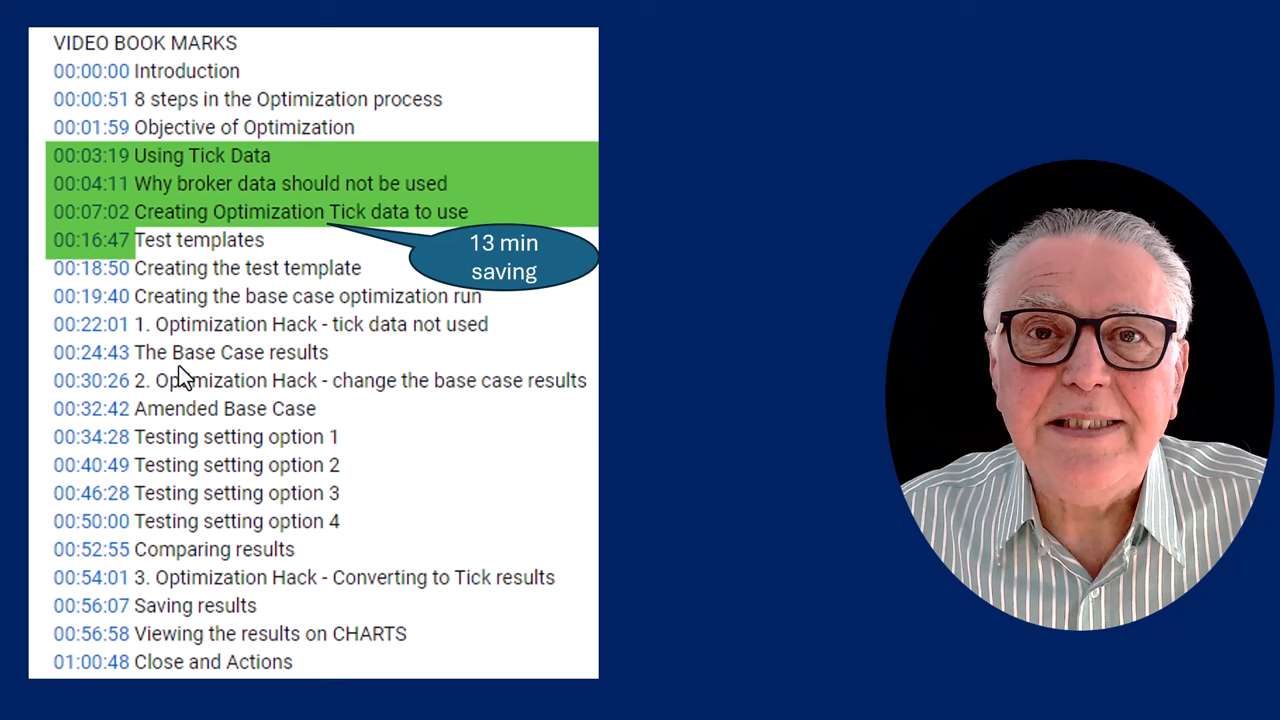 VIDEO BOOK MARKS
00:00:00 Introduction
00:00:51 8 steps in the Optimization process
00:01:59 Objective of Optimization
00:03:19 Using Tick Data
00:04:11 Why broker data should not be used
00:07:02 Creating Optimization Tick data to use
00:16:47 Test templates
13 min
saving
00:18:50 Creating the test template
00:19:40 Creating the base case optimization run
00:22:01 1. Optimization Hack - tick data not used
00:24:43 The Base Case results
00:30:26 2. Optimization Hack - change the base case results
00:32:42 Amended Base Case
00:34:28 Testing setting option 1
00:40:49 Testing setting option 2
00:46:28 Testing setting option 3
00:50:00 Testing setting option 4
00:52:55 Comparing results
00:54:01 3. Optimization Hack - Converting to Tick results
00:56:07 Saving results
00:56:58 Viewing the results on CHARTS
01:00:48 Close and Actions